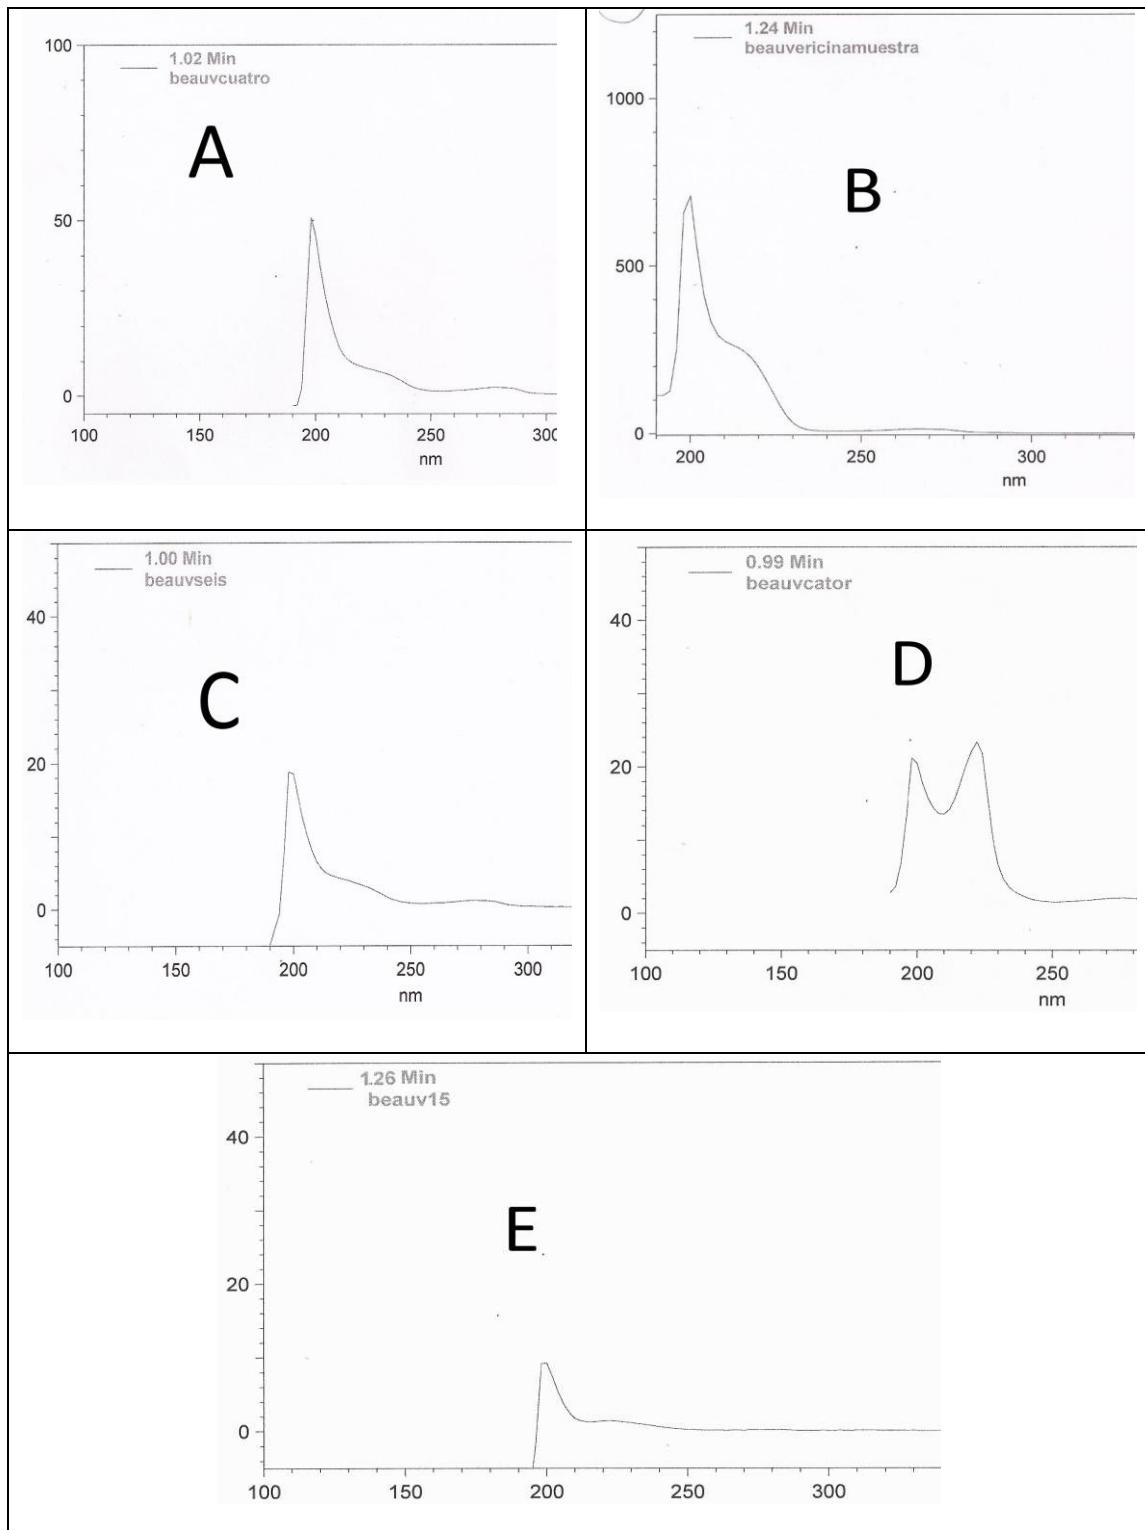 1.02 Min
beauvcuatro
A
100
50
0
100 150 200 250 300
nm
1.24 Min
beauvericinamuestra
B
1000
500
0
200 250 300
nm
1.00 Min
beauvseis
C
40
20
0
100 150 200 250 300
nm
0.99 Min
beauvcator
D
40
20
0
100 150 200 250
nm
1.26 Min
beauv15
E
40
20
0
100 150 200 250 300